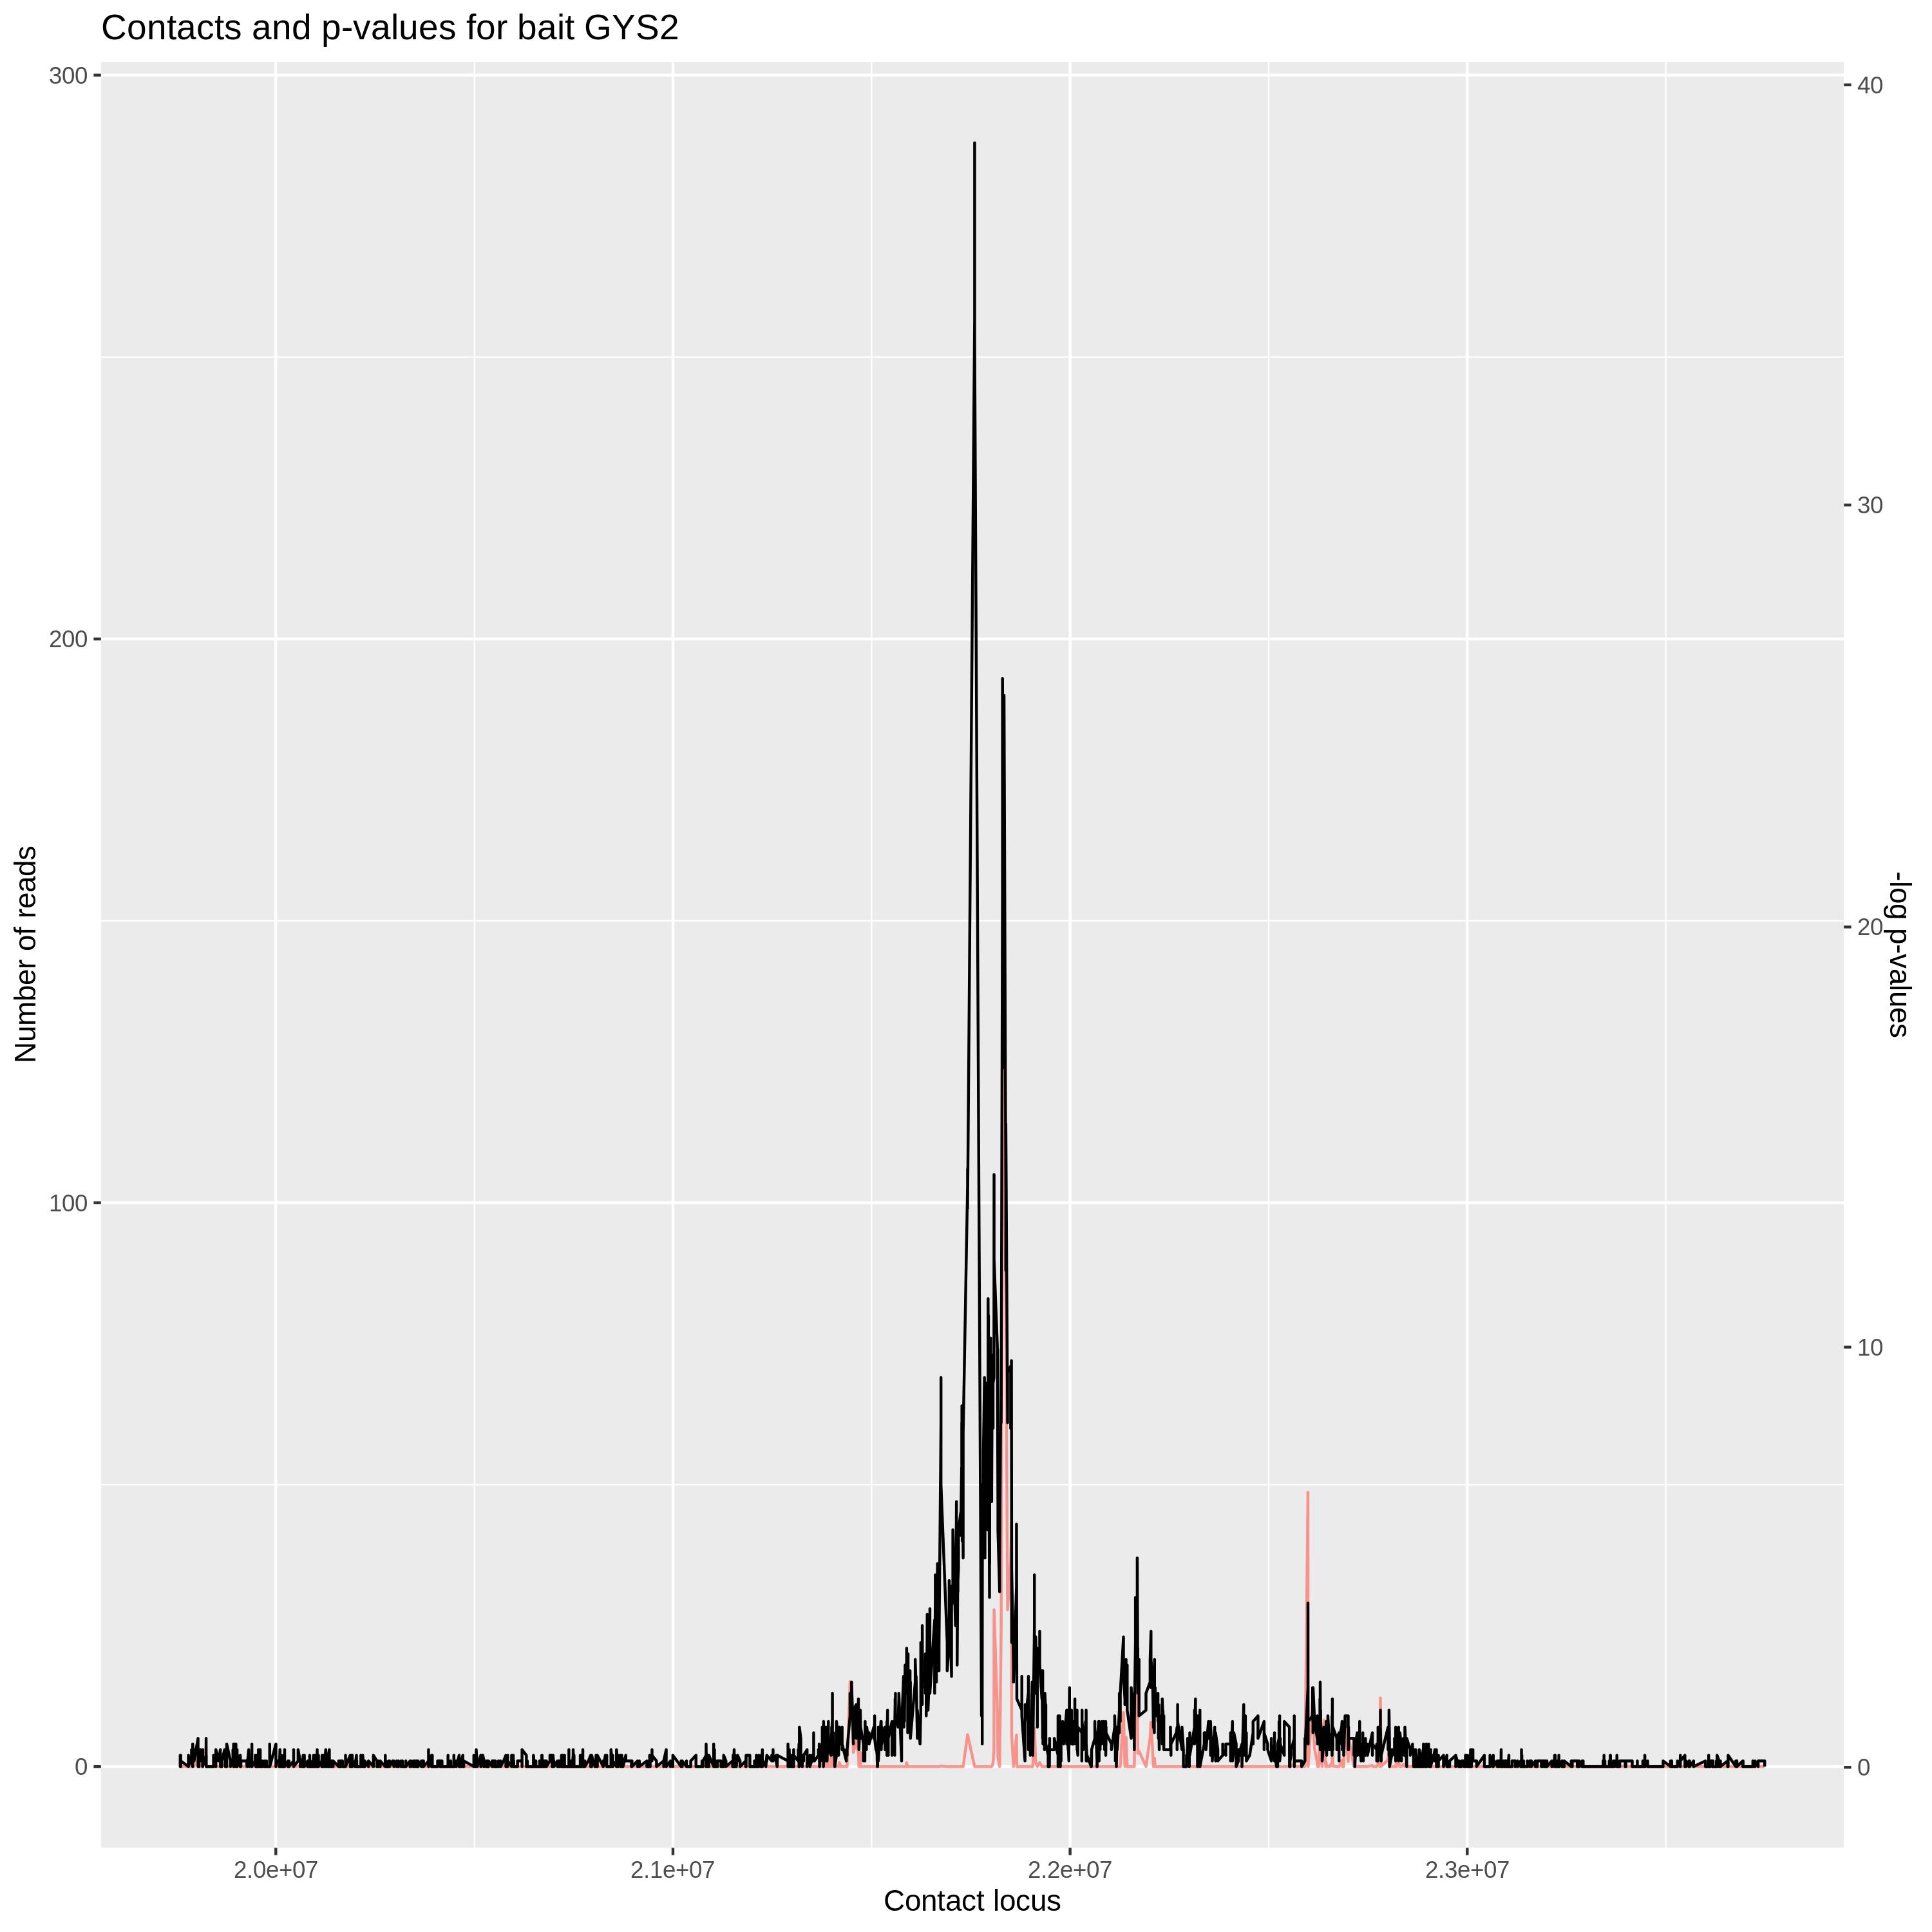 Contacts and p-values for bait GYS2
300
200
100
0
Number of reads
40
30
20
10
0
-log p-values
2.0e+07
2.1e+07
2.2e+07
2.3e+07
Contact locus